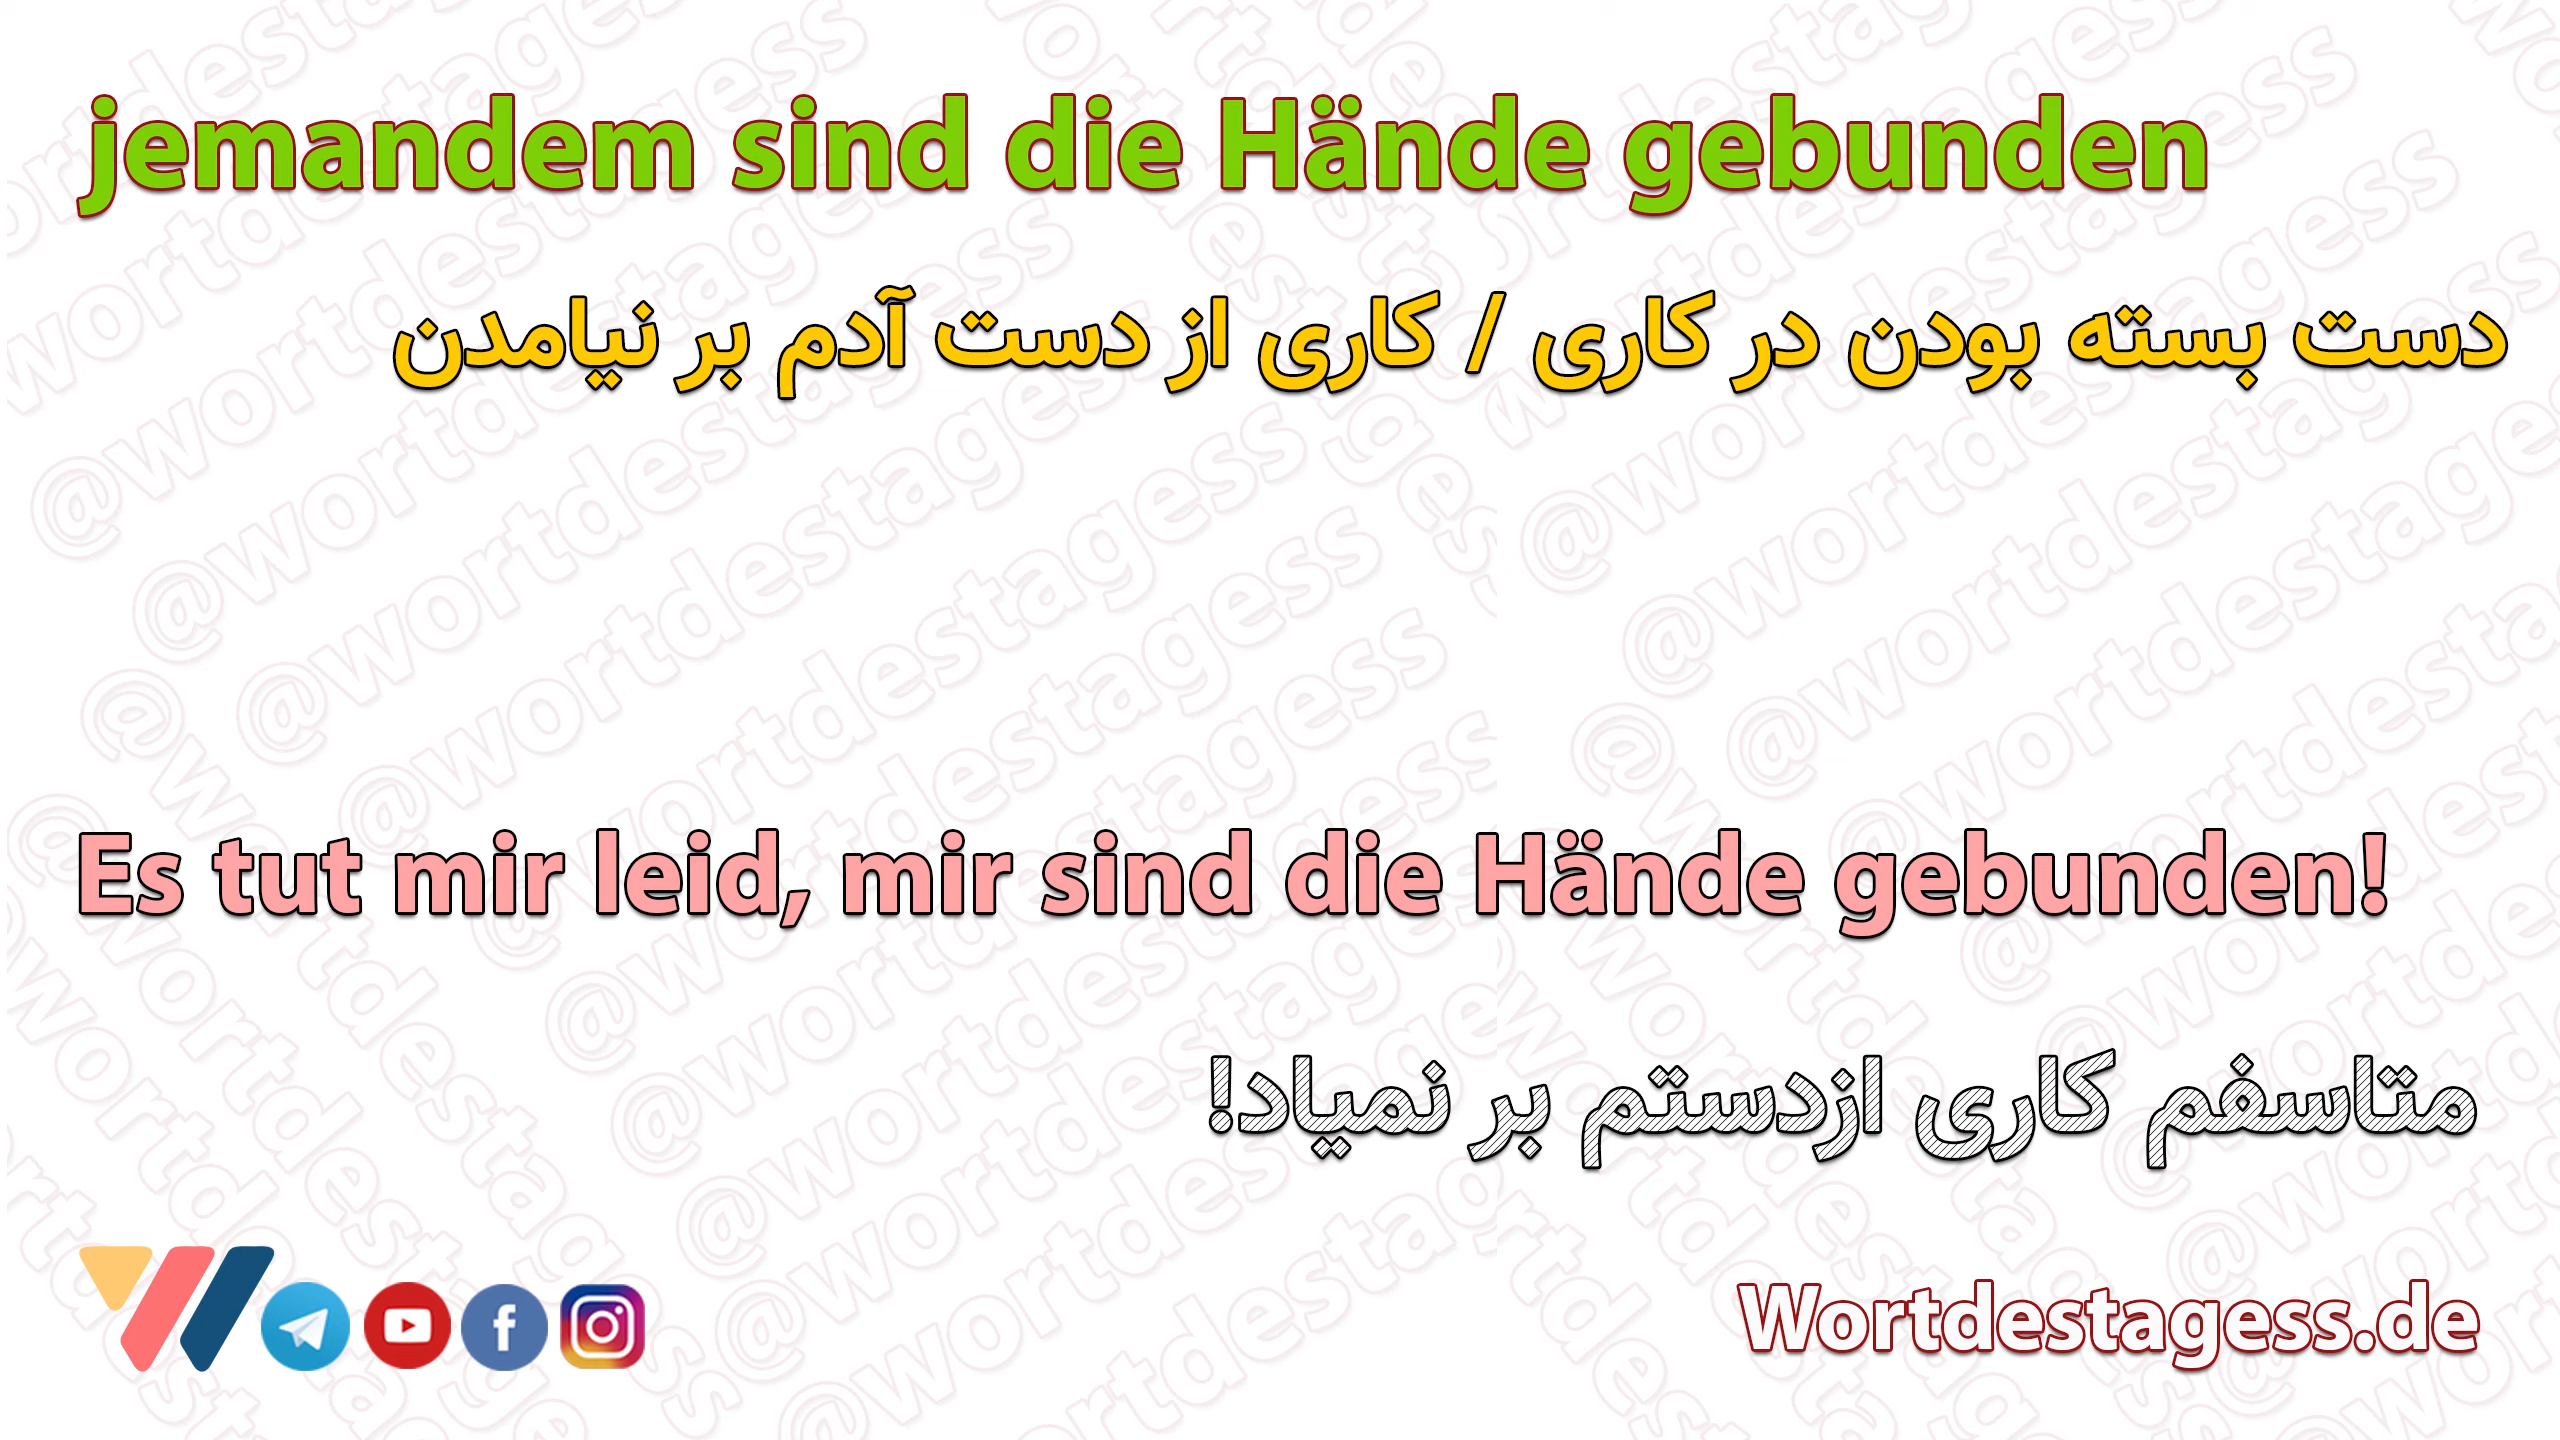 jemandem sind die Hände gebunden
دست بسته بودن در کاری / کاری از دست آدم بر نیامدن
Es tut mir leid, mir sind die Hände gebunden!
متاسفم کاری ازدستم بر نمیاد!
Wortdestagess.de
@wortdestagess